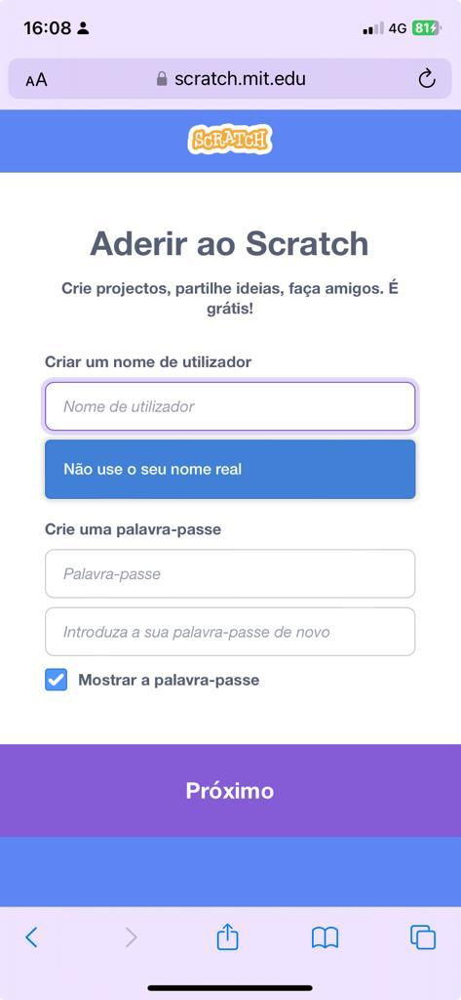 16:08
4G
81
AA
scratch.mit.edu
SCRATCH
Aderir ao Scratch
Crie projectos, partilhe ideias, faça amigos. É
grátis!
Criar um nome de utilizador
Nome de utilizador
Não use o seu nome real
Crie uma palavra-passe
Palavra-passe
Introduza a sua palavra-passe de novo
Mostrar a palavra-passe
Próximo